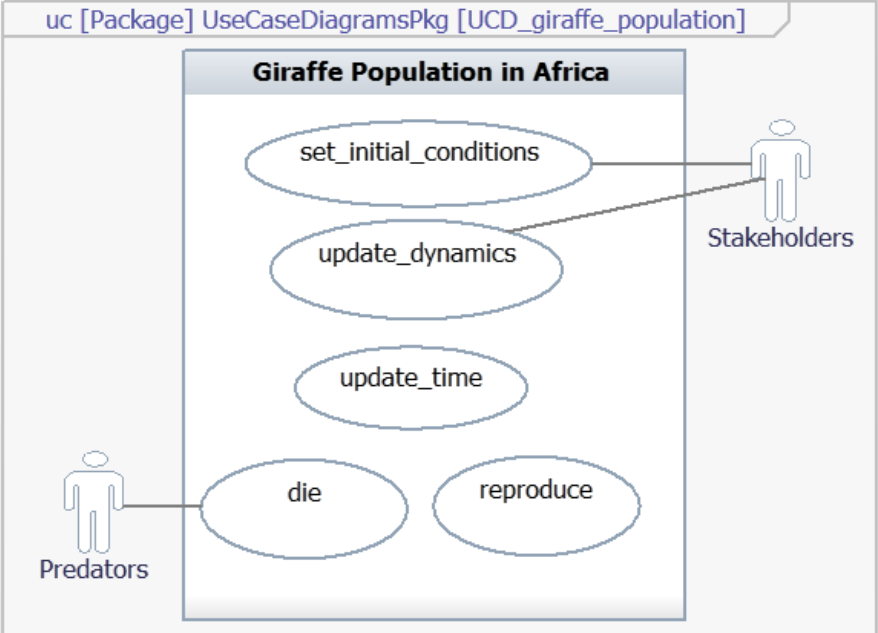 uc [Package] UseCaseDiagramsPkg [UCD_giraffe_population]
Giraffe Population in Africa
set_initial_conditions
Stakeholders
update_dynamics
update_time
die
reproduce
Predators